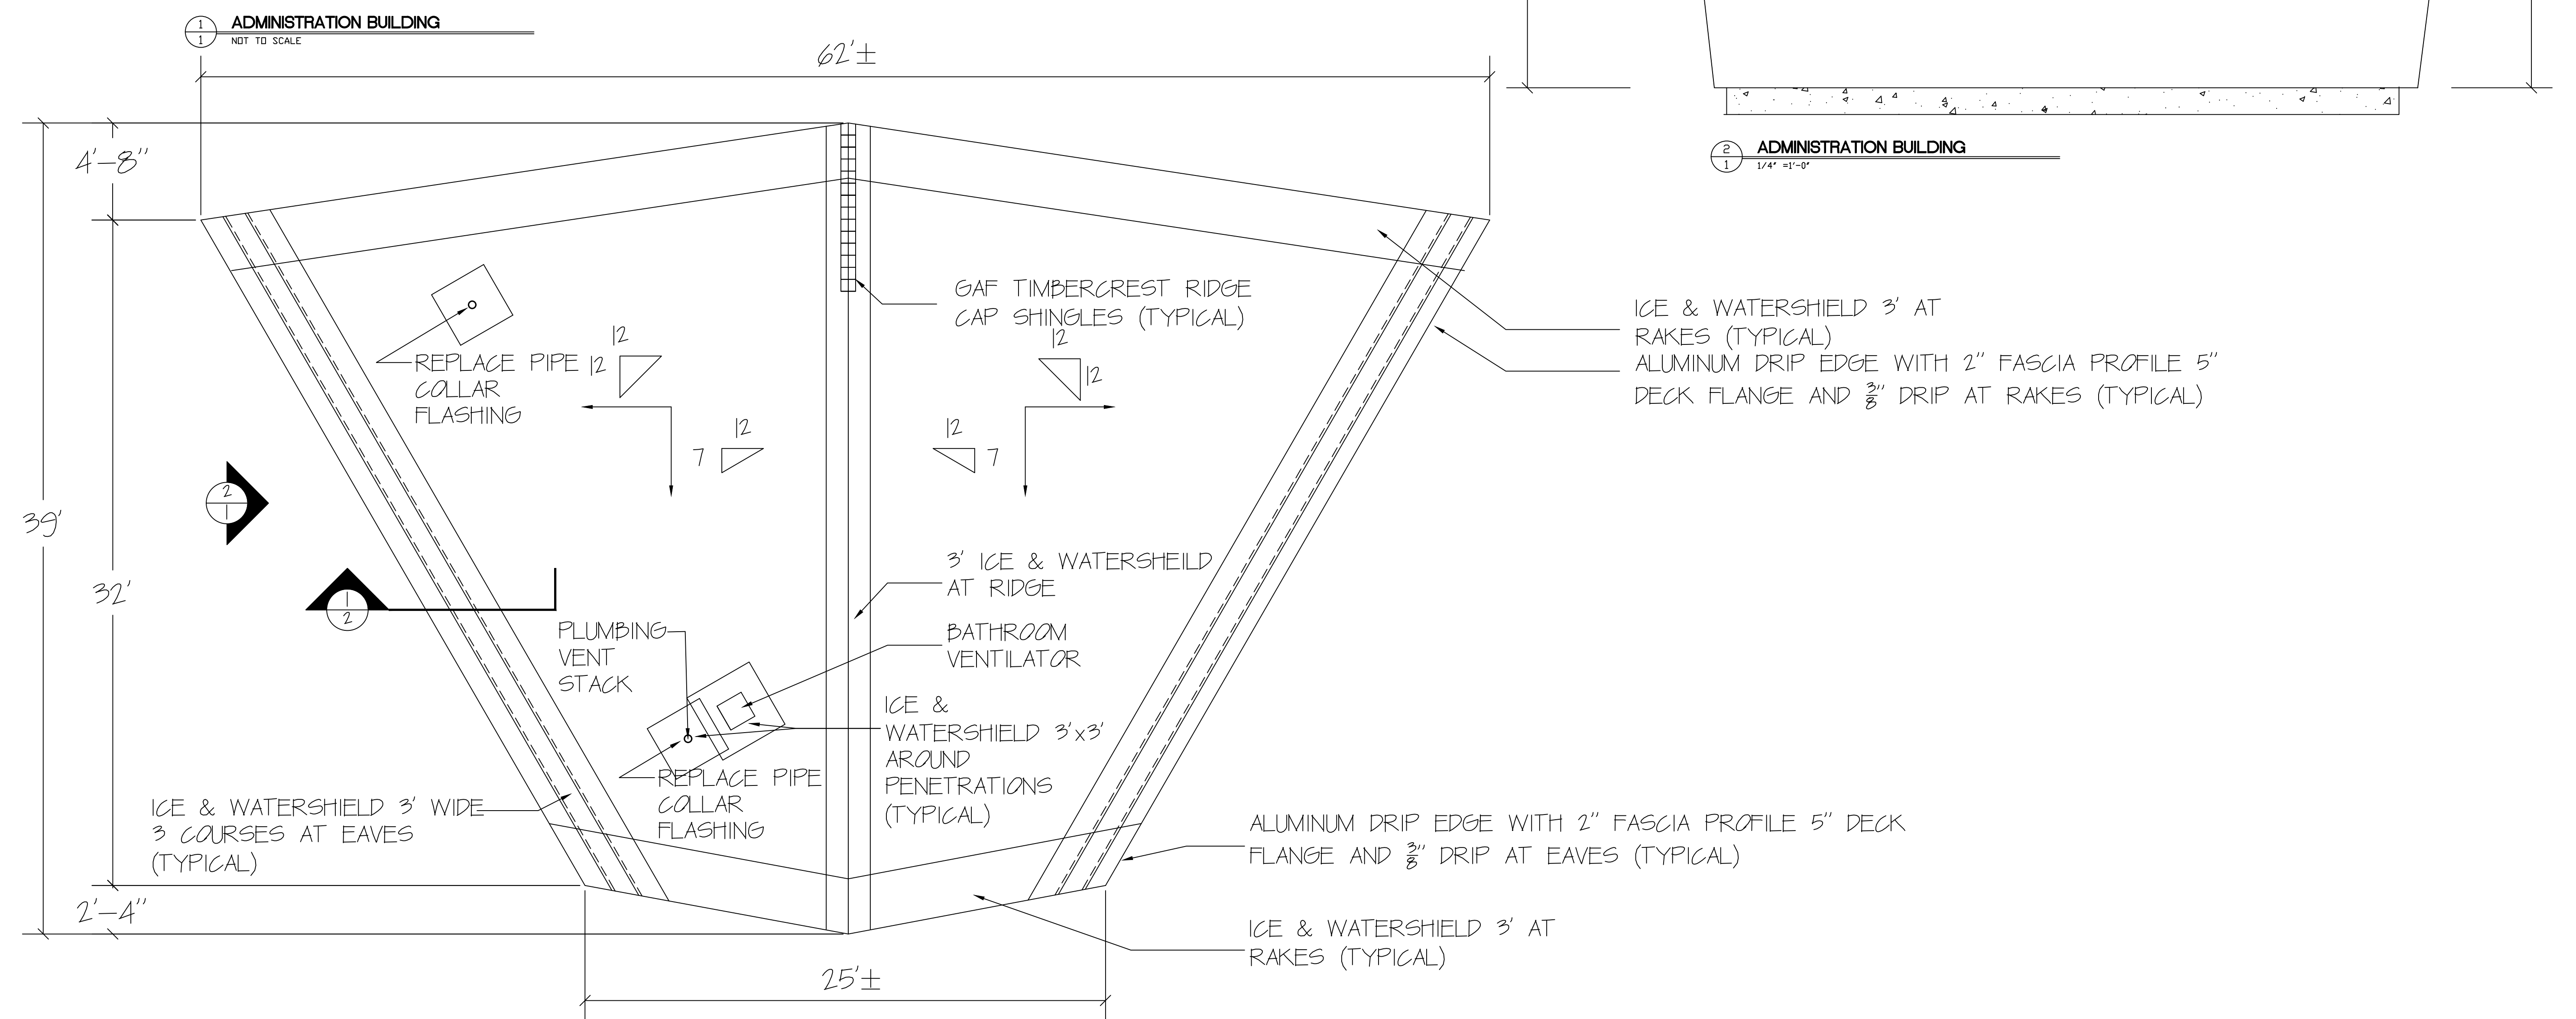 1
1
ADMINISTRATION BUILDING
NOT TO SCALE
62'±
4'-8"
39'
32'
2'-4"
25'±
2
1
ADMINISTRATION BUILDING
1/4" =1'-0"
GAF TIMBERCREST RIDGE
CAP SHINGLES (TYPICAL)
REPLACE PIPE
COLLAR
FLASHING
12
12
12
12
12
7
12
7
ICE & WATERSHIELD 3' AT
RAKES (TYPICAL)
ALUMINUM DRIP EDGE WITH 2" FASCIA PROFILE 5"
DECK FLANGE AND 3/8" DRIP AT RAKES (TYPICAL)
2
1
1
2
3' ICE & WATERSHEILD
AT RIDGE
PLUMBING
VENT
STACK
BATHROOM
VENTILATOR
ICE &
WATERSHIELD 3'x3'
AROUND
PENETRATIONS
(TYPICAL)
REPLACE PIPE
COLLAR
FLASHING
ICE & WATERSHIELD 3' WIDE
3 COURSES AT EAVES
(TYPICAL)
ALUMINUM DRIP EDGE WITH 2" FASCIA PROFILE 5" DECK
FLANGE AND 3/8" DRIP AT EAVES (TYPICAL)
ICE & WATERSHIELD 3' AT
RAKES (TYPICAL)